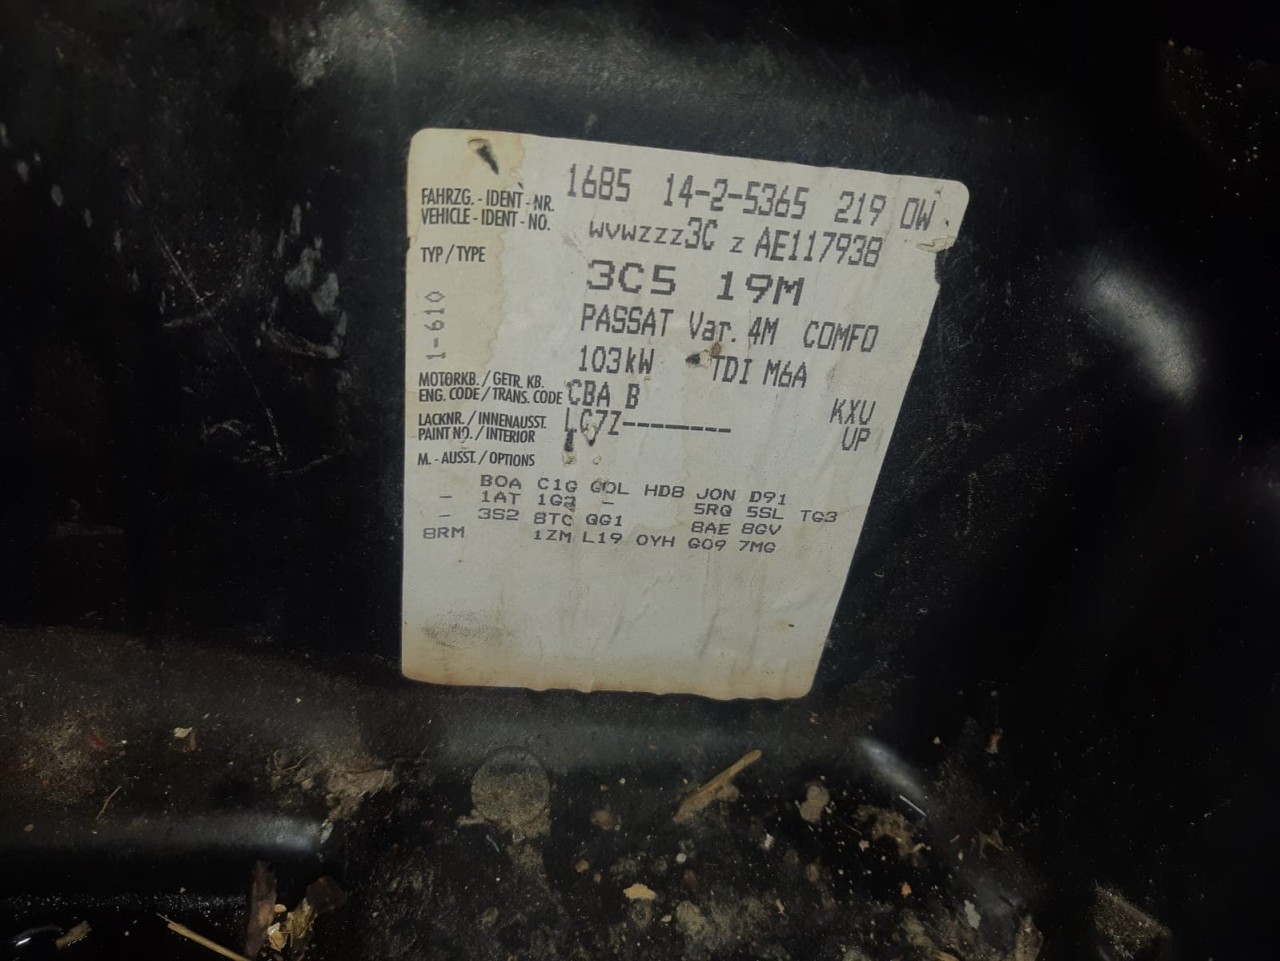 1685 14-2-5365 219 0W
FAHRZG. - IDENT - NR.
VEHICLE - IDENT - NO. WVWZZZ3C Z AE117938
TYP / TYPE 3C5 19M
PASSAT Var. 4M COMFO
1-610
103kW TDI M6A
MOTORKB. / GETR. KB.
ENG. CODE / TRANS. CODE CBA B
KXU
LACKNR. / INNENAUSST.
PAINT NO. / INTERIOR LC7Z--------
UP
M. - AUSST. / OPTIONS
BOA C1G GOL HD8 JON D91
- 1AT 1G2 - 5RQ 5SL TG3
- 3S2 8TC QG1 8AE 8GV
8RM 1ZM L19 0YH G09 7MG